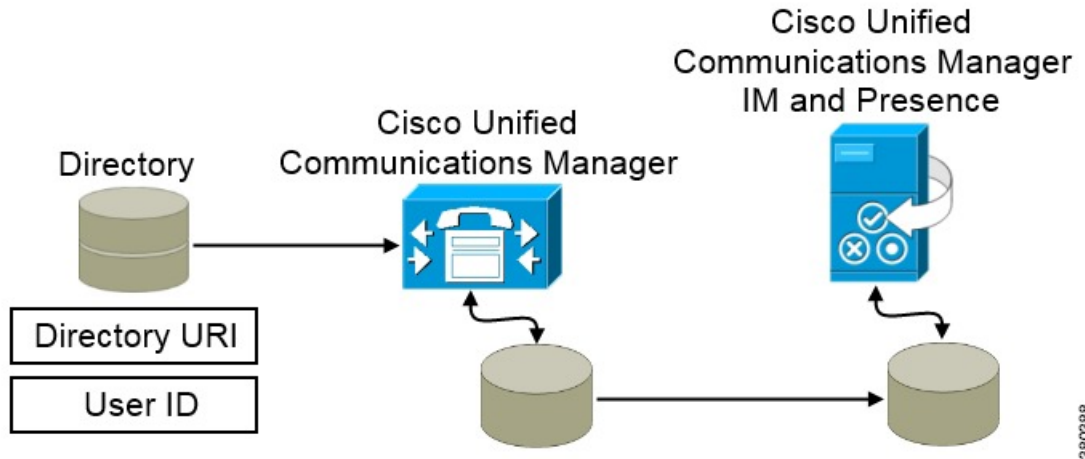 Cisco Unified
Communications Manager
IM and Presence
Cisco Unified
Communications Manager
Directory
Directory URI
User ID